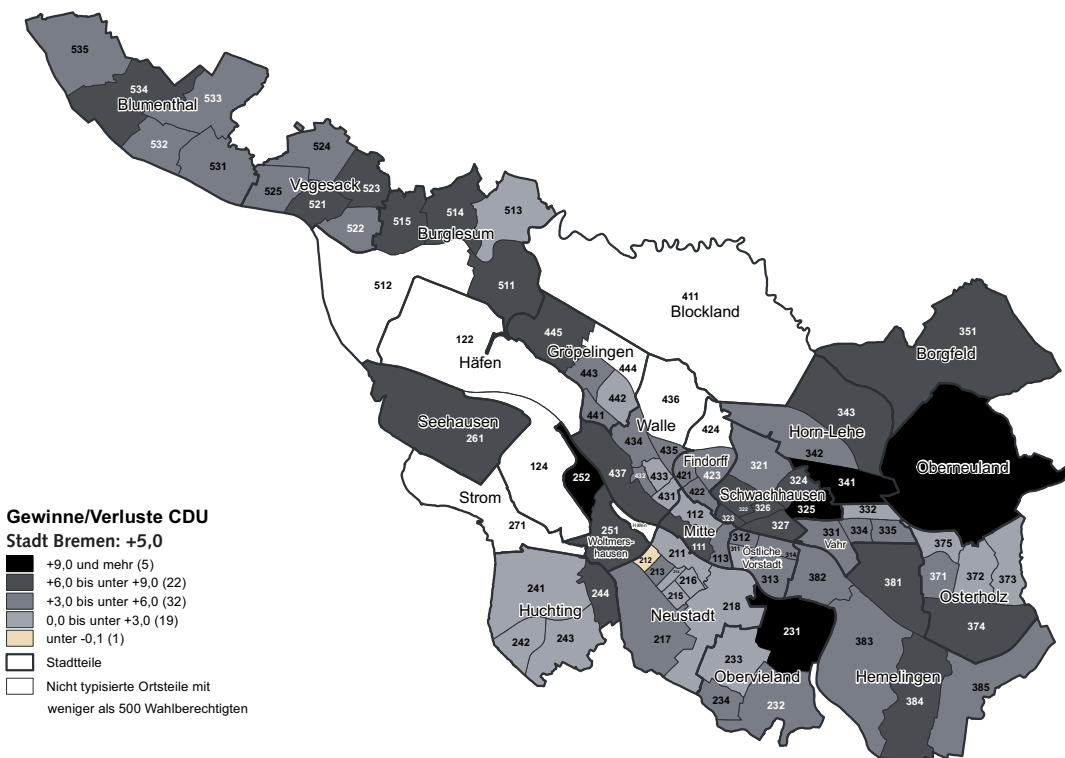 535
534
Blumenthal
533
532
531
524
Vegesack
523
525
521
522
515
514
513
Burglesum
512
511
411
Blockland
122
Häfen
445
Gröpelingen
444
443
442
441
436
424
351
Borgfeld
343
Horn-Lehe
342
Seehausen
261
Walle
434
435
Findorff
423
421
422
321
341
Oberneuland
124
Strom
252
437
432
433
431
Schwachhausen
324
322
326
325
323
327
332
271
251
Woltmers-
hausen
Häfen
112
Mitte
111
113
312
311
Östliche
Vorstadt
314
313
331
334
335
Vahr
375
371
372
373
Osterholz
381
382
374
212
211
213
214
216
215
Neustadt
217
218
241
Huchting
242
243
244
231
233
Obervieland
234
232
383
Hemelingen
384
385
Gewinne/Verluste CDU
Stadt Bremen: +5,0
+9,0 und mehr (5)
+6,0 bis unter +9,0 (22)
+3,0 bis unter +6,0 (32)
0,0 bis unter +3,0 (19)
unter -0,1 (1)
Stadtteile
Nicht typisierte Ortsteile mit
weniger als 500 Wahlberechtigten